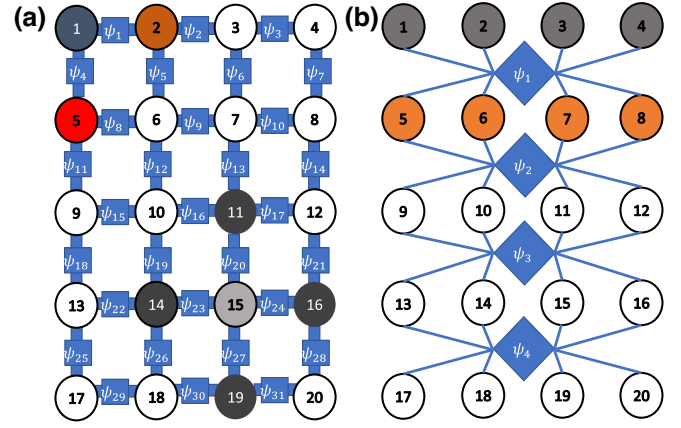 (a) (b)
1 ψ₁ 2 ψ₂ 3 ψ₃ 4
ψ₄ ψ₅ ψ₆ ψ₇
5 ψ₈ 6 ψ₉ 7 ψ₁₀ 8
ψ₁₁ ψ₁₂ ψ₁₃ ψ₁₄
9 ψ₁₅ 10 ψ₁₆ 11 ψ₁₇ 12
ψ₁₈ ψ₁₉ ψ₂₀ ψ₂₁
13 ψ₂₂ 14 ψ₂₃ 15 ψ₂₄ 16
ψ₂₅ ψ₂₆ ψ₂₇ ψ₂₈
17 ψ₂₉ 18 ψ₃₀ 19 ψ₃₁ 20
1 2 3 4
ψ₁
5 6 7 8
ψ₂
9 10 11 12
ψ₃
13 14 15 16
ψ₄
17 18 19 20